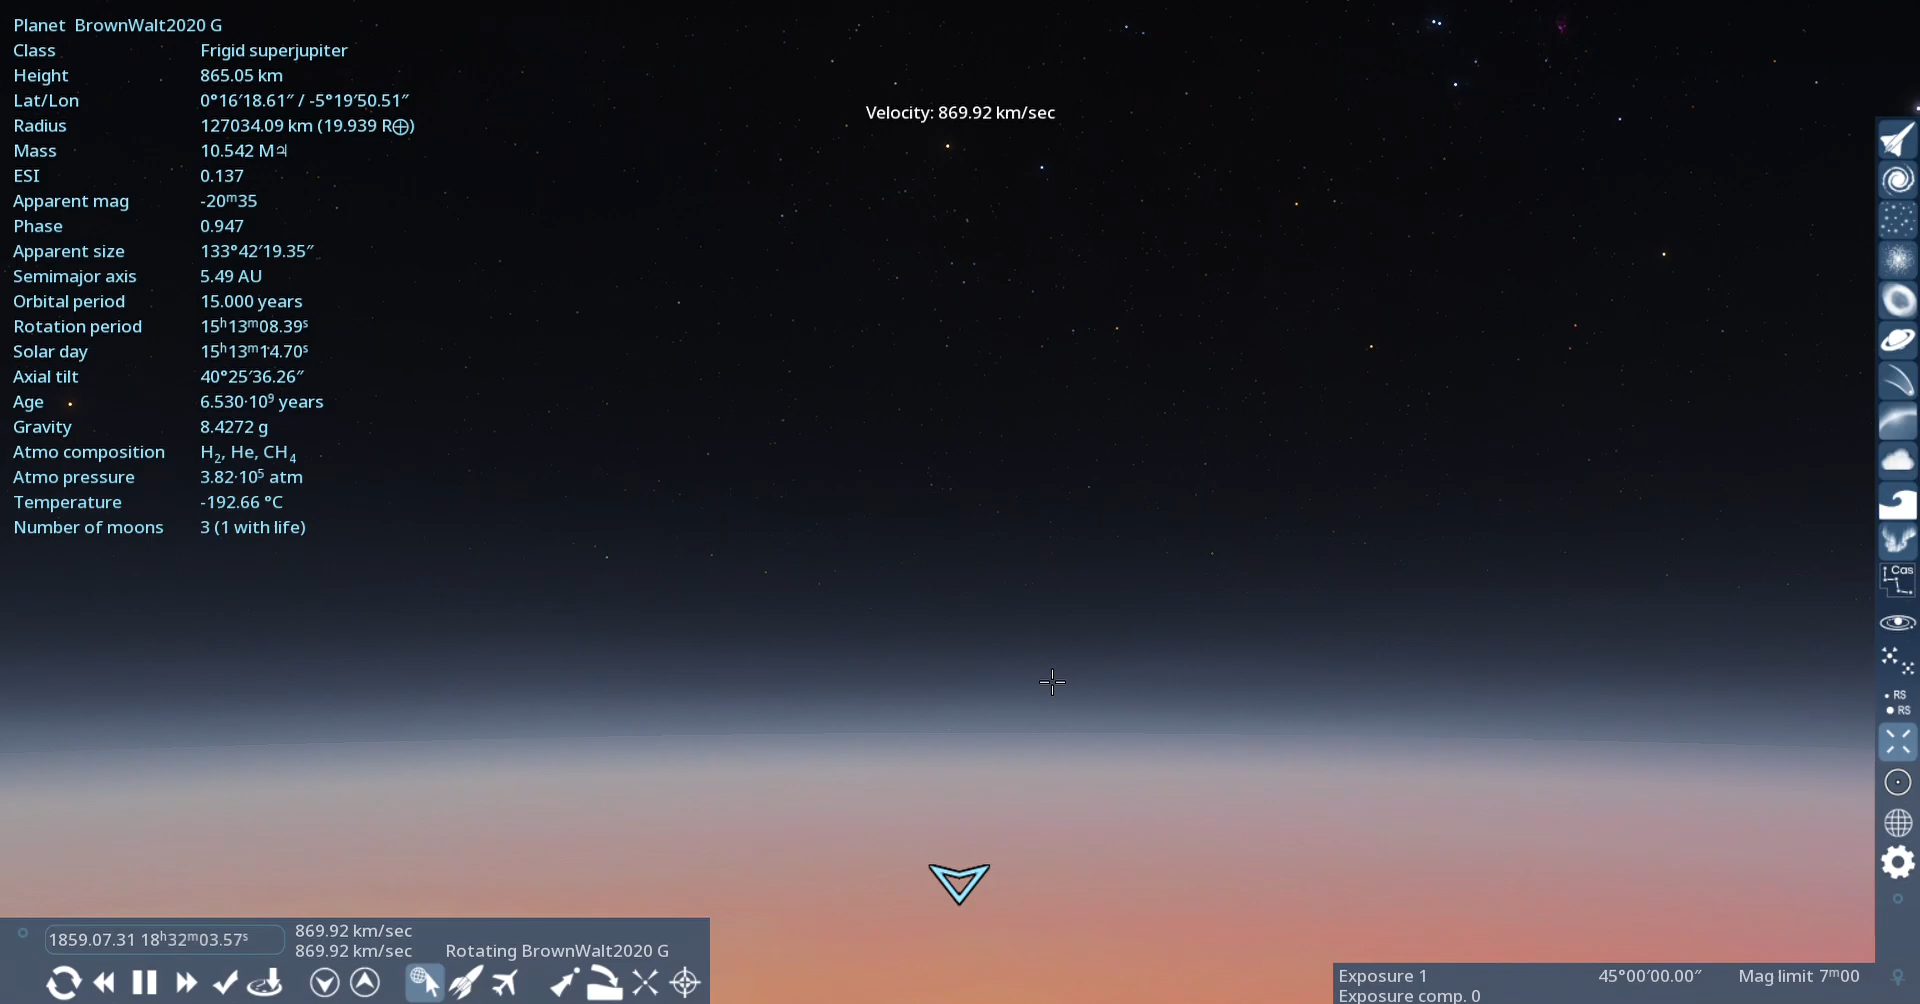 Planet BrownWalt2020 G
Class Frigid superjupiter
Height 865.05 km
Lat/Lon 0°16′18.61″ / -5°19′50.51″
Radius 127034.09 km (19.939 R⊕)
Mass 10.542 M♃
ESI 0.137
Apparent mag -20ᵐ35
Phase 0.947
Apparent size 133°42′19.35″
Semimajor axis 5.49 AU
Orbital period 15.000 years
Rotation period 15ʰ13ᵐ08.39ˢ
Solar day 15ʰ13ᵐ14.70ˢ
Axial tilt 40°25′36.26″
Age 6.530·10⁹ years
Gravity 8.4272 g
Atmo composition H₂, He, CH₄
Atmo pressure 3.82·10⁵ atm
Temperature -192.66 °C
Number of moons 3 (1 with life)
Velocity: 869.92 km/sec
Cas
RS
RS
1859.07.31 18ʰ32ᵐ03.57ˢ
869.92 km/sec
869.92 km/sec Rotating BrownWalt2020 G
Exposure 1 45°00′00.00″ Mag limit 7ᵐ00
Exposure comp. 0